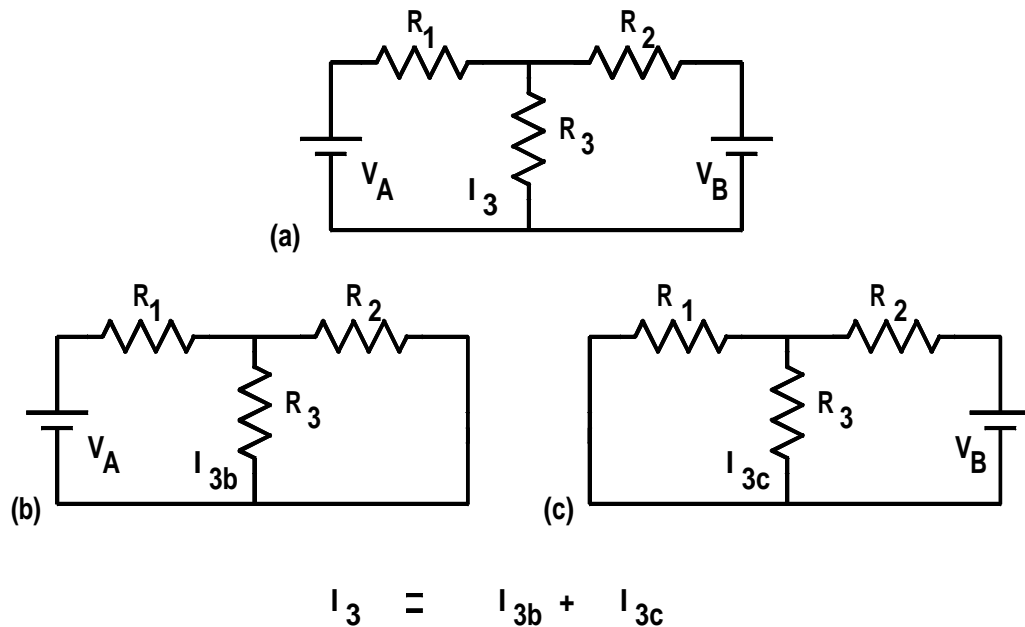 R1 R2
R3
VA I3 VB
(a)
R1 R2 R1 R2
R3 R3
VA I3b I3c VB
(b) (c)
I3 = I3b + I3c